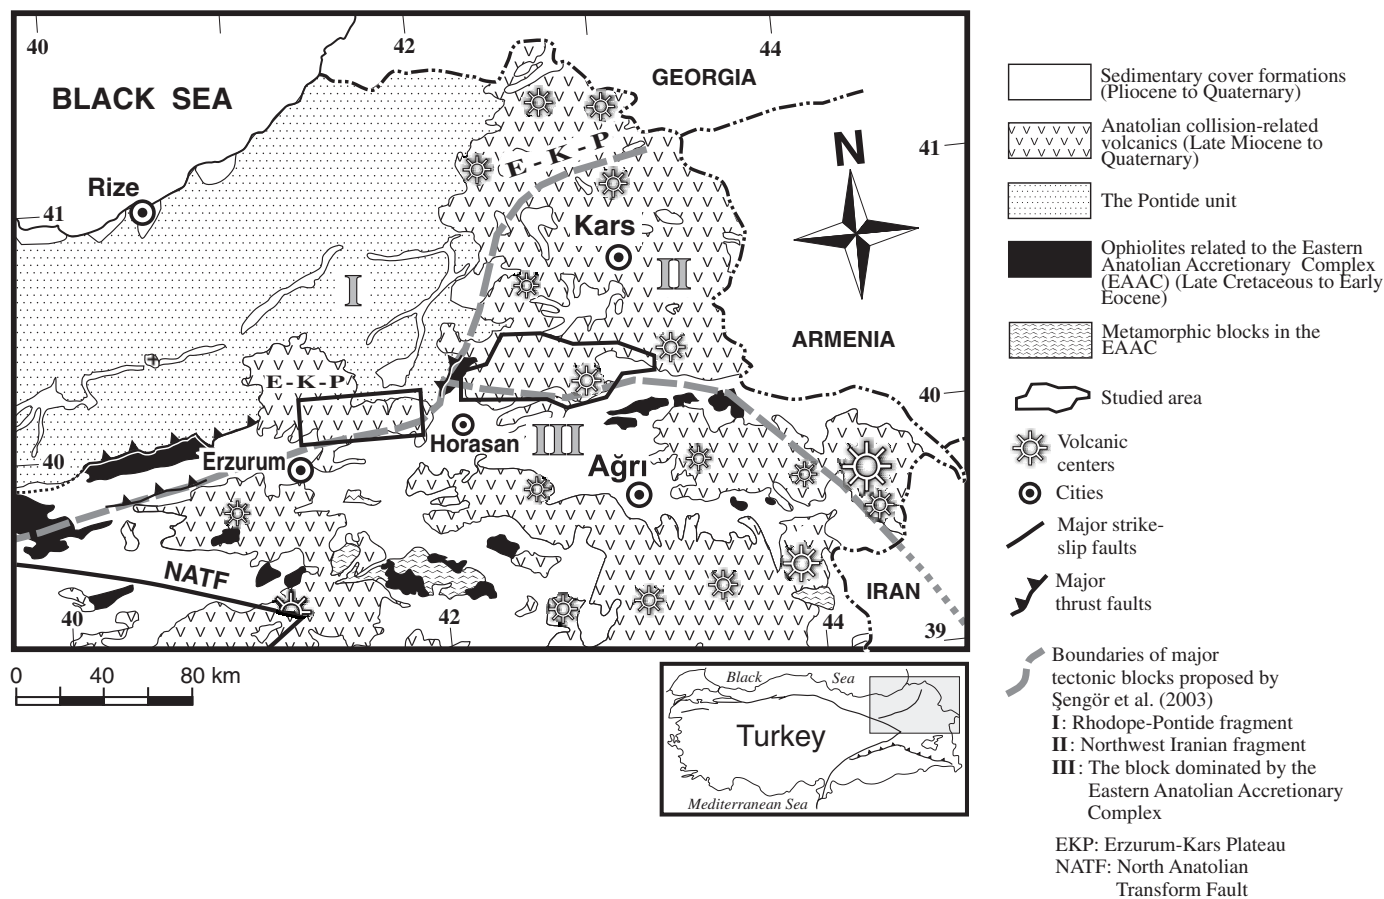 40
42
44
GEORGIA
BLACK SEA
E - K - P
N
41
Rize
41
Kars
I
II
ARMENIA
E - K - P
40
Horasan
III
Erzurum
Ağrı
40
NATF
IRAN
40
42
44
39
0 40 80 km
Black Sea
Turkey
Mediterranean Sea
Sedimentary cover formations
(Pliocene to Quaternary)
Anatolian collision-related
volcanics (Late Miocene to
Quaternary)
The Pontide unit
Ophiolites related to the Eastern
Anatolian Accretionary Complex
(EAAC) (Late Cretaceous to Early
Eocene)
Metamorphic blocks in the
EAAC
Studied area
Volcanic
centers
Cities
Major strike-
slip faults
Major
thrust faults
Boundaries of major
tectonic blocks proposed by
Şengör et al. (2003)
I: Rhodope-Pontide fragment
II: Northwest Iranian fragment
III: The block dominated by the
Eastern Anatolian Accretionary
Complex
EKP: Erzurum-Kars Plateau
NATF: North Anatolian
Transform Fault